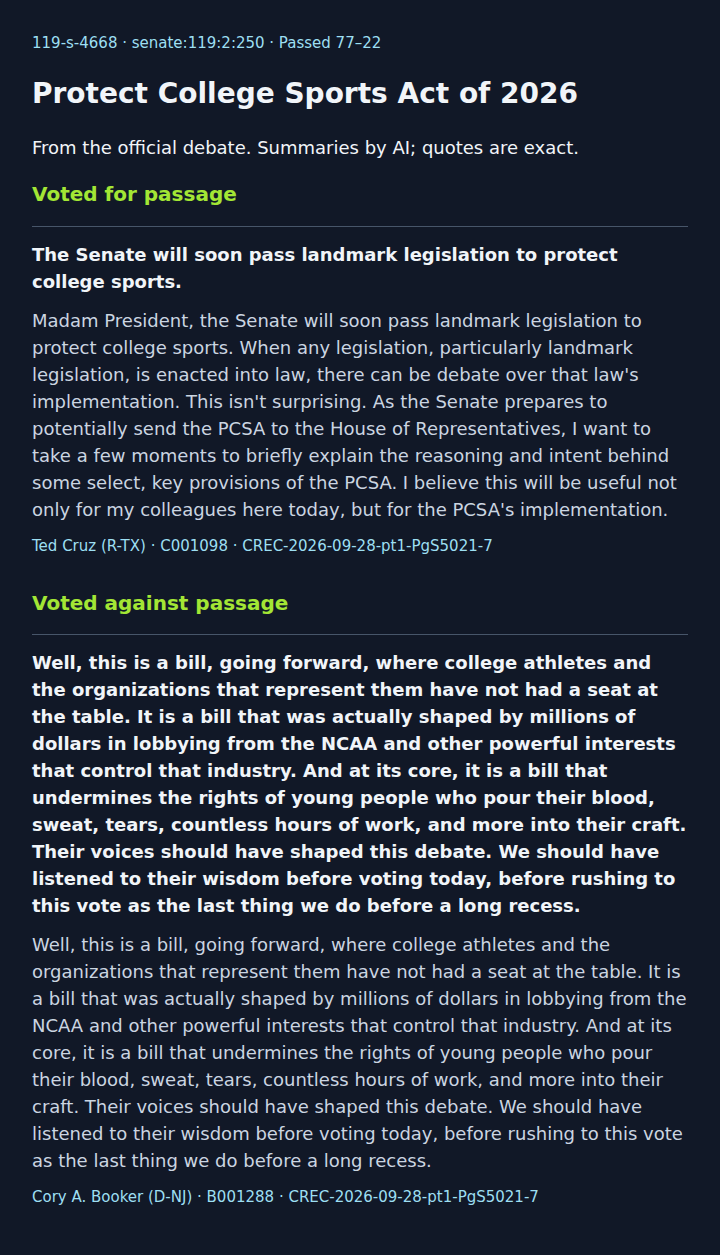 119-s-4668 · senate:119:2:250 · Passed 77–22
Protect College Sports Act of 2026
From the official debate. Summaries by AI; quotes are exact.
Voted for passage
The Senate will soon pass landmark legislation to protect
college sports.
Madam President, the Senate will soon pass landmark legislation to
protect college sports. When any legislation, particularly landmark
legislation, is enacted into law, there can be debate over that law's
implementation. This isn't surprising. As the Senate prepares to
potentially send the PCSA to the House of Representatives, I want to
take a few moments to briefly explain the reasoning and intent behind
some select, key provisions of the PCSA. I believe this will be useful not
only for my colleagues here today, but for the PCSA's implementation.
Ted Cruz (R-TX) · C001098 · CREC-2026-09-28-pt1-PgS5021-7
Voted against passage
Well, this is a bill, going forward, where college athletes and
the organizations that represent them have not had a seat at
the table. It is a bill that was actually shaped by millions of
dollars in lobbying from the NCAA and other powerful interests
that control that industry. And at its core, it is a bill that
undermines the rights of young people who pour their blood,
sweat, tears, countless hours of work, and more into their craft.
Their voices should have shaped this debate. We should have
listened to their wisdom before voting today, before rushing to
this vote as the last thing we do before a long recess.
Well, this is a bill, going forward, where college athletes and the
organizations that represent them have not had a seat at the table. It is
a bill that was actually shaped by millions of dollars in lobbying from the
NCAA and other powerful interests that control that industry. And at its
core, it is a bill that undermines the rights of young people who pour
their blood, sweat, tears, countless hours of work, and more into their
craft. Their voices should have shaped this debate. We should have
listened to their wisdom before voting today, before rushing to this vote
as the last thing we do before a long recess.
Cory A. Booker (D-NJ) · B001288 · CREC-2026-09-28-pt1-PgS5021-7